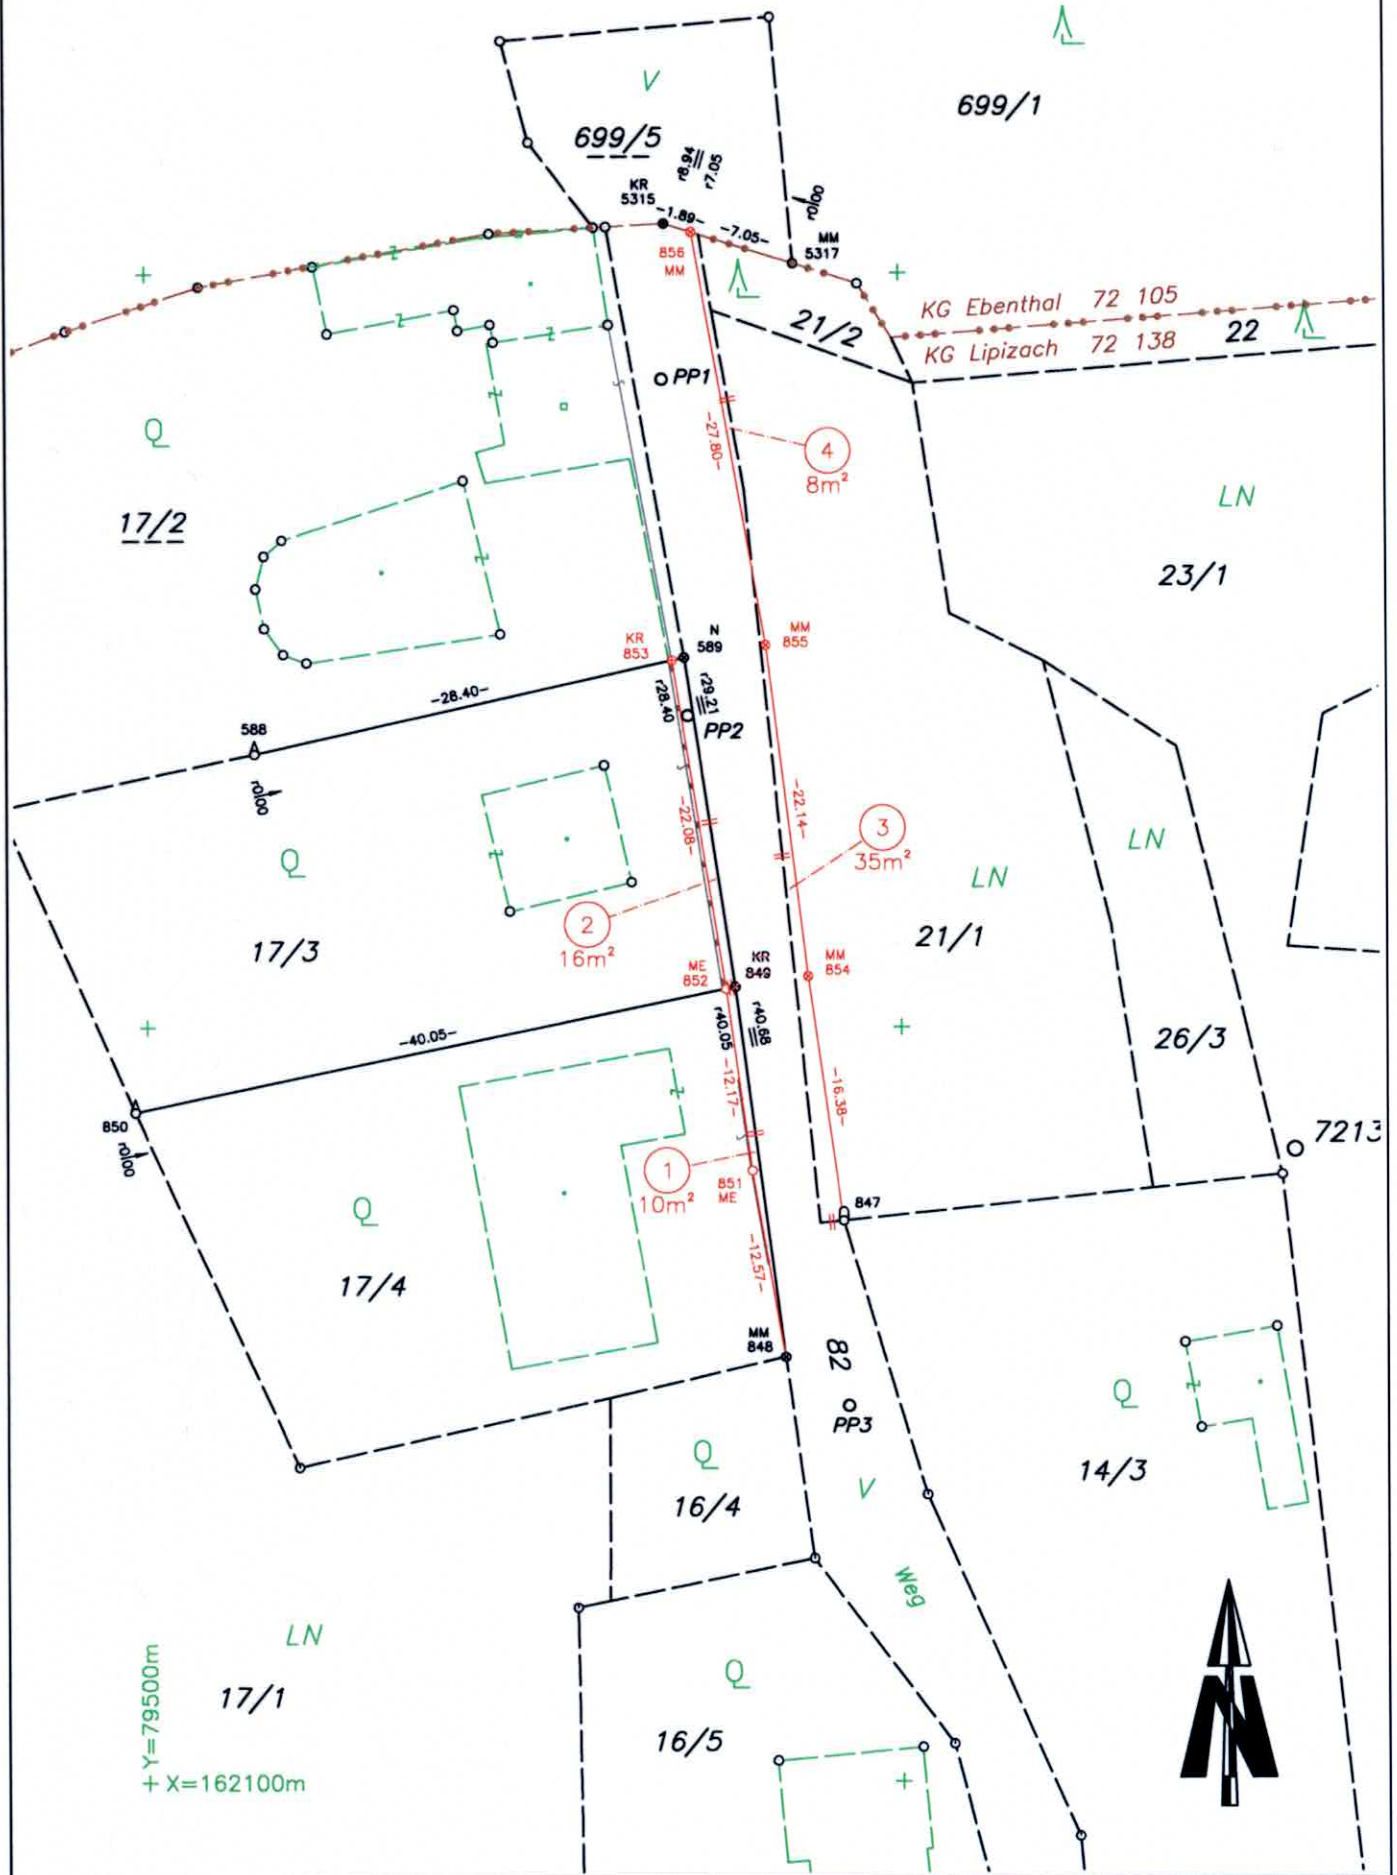 V
699/1
699/5
r8.94
r7.05
KR
5315
r0|00
-1.89-
-7.05-
MM
5317
856
MM
KG Ebenthal 72 105
KG Lipizach 72 138
22
21/2
PP1
-27.80-
4
8m²
Q
17/2
LN
23/1
KR
853
N
589
MM
855
-28.40-
r28.40
r29.21
588
r0|00
PP2
-22.08-
-22.14-
3
35m²
Q
17/3
LN
LN
21/1
2
16m²
ME
852
KR
849
MM
854
-40.05-
r40.05
r40.68
26/3
-12.17-
-16.38-
850
r0|00
7213
1
10m²
851
ME
847
Q
17/4
-12.57-
MM
848
82
PP3
Q
Q
16/4
V
14/3
Weg
LN
17/1
Q
16/5
Y=79500m
+ X=162100m
N